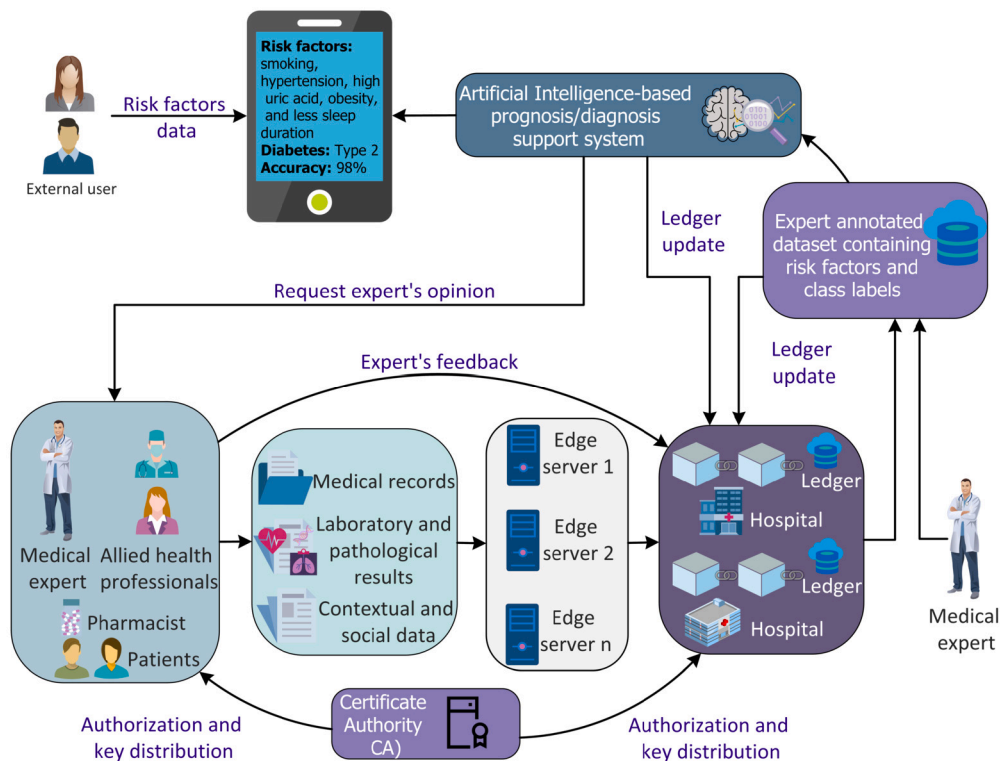 Risk factors:
smoking,
hypertension, high
uric acid, obesity,
and less sleep
duration
Diabetes: Type 2
Accuracy: 98%
Risk factors
data
External user
Artificial Intelligence-based
prognosis/diagnosis
support system
0101
01001
01100
Ledger
update
Expert annotated
dataset containing
risk factors and
class labels
Request expert's opinion
Ledger
update
Expert's feedback
Medical
expert
Allied health
professionals
Pharmacist
Patients
Medical records
Laboratory and
pathological
results
Contextual and
social data
Edge
server 1
Edge
server 2
Edge
server n
Ledger
Hospital
Ledger
Hospital
Medical
expert
Certificate
Authority
CA)
Authorization and
key distribution
Authorization and
key distribution